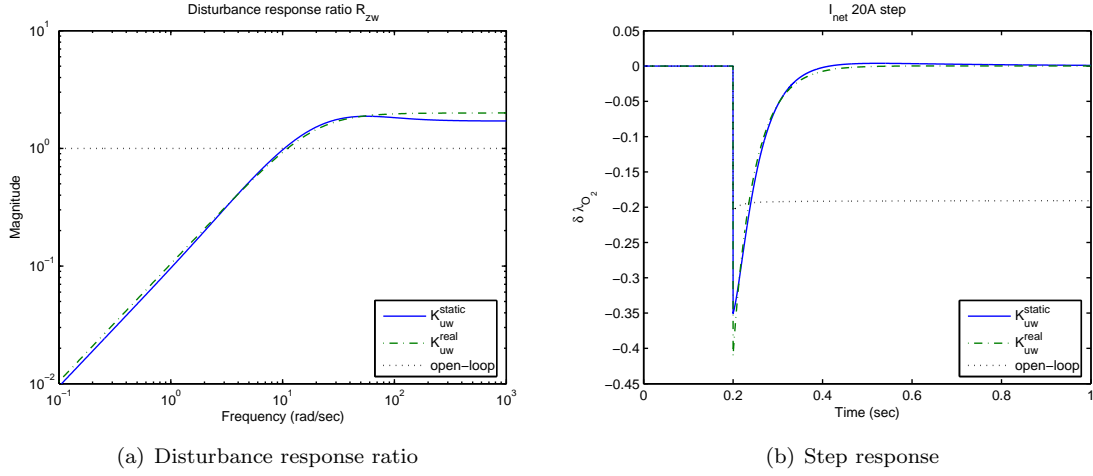 Disturbance response ratio R_zw
10^1
10^0
10^-1
10^-2
Magnitude
10^-1 10^0 10^1 10^2 10^3
Frequency (rad/sec)
K_uw^static
K_uw^real
open-loop
(a) Disturbance response ratio
I_net 20A step
0
−0.05
−0.1
−0.15
−0.2
−0.25
−0.3
−0.35
−0.4
−0.45
δ λ_O_2
0 0.2 0.4 0.6 0.8 1
Time (sec)
K_uw^static
K_uw^real
open-loop
(b) Step response